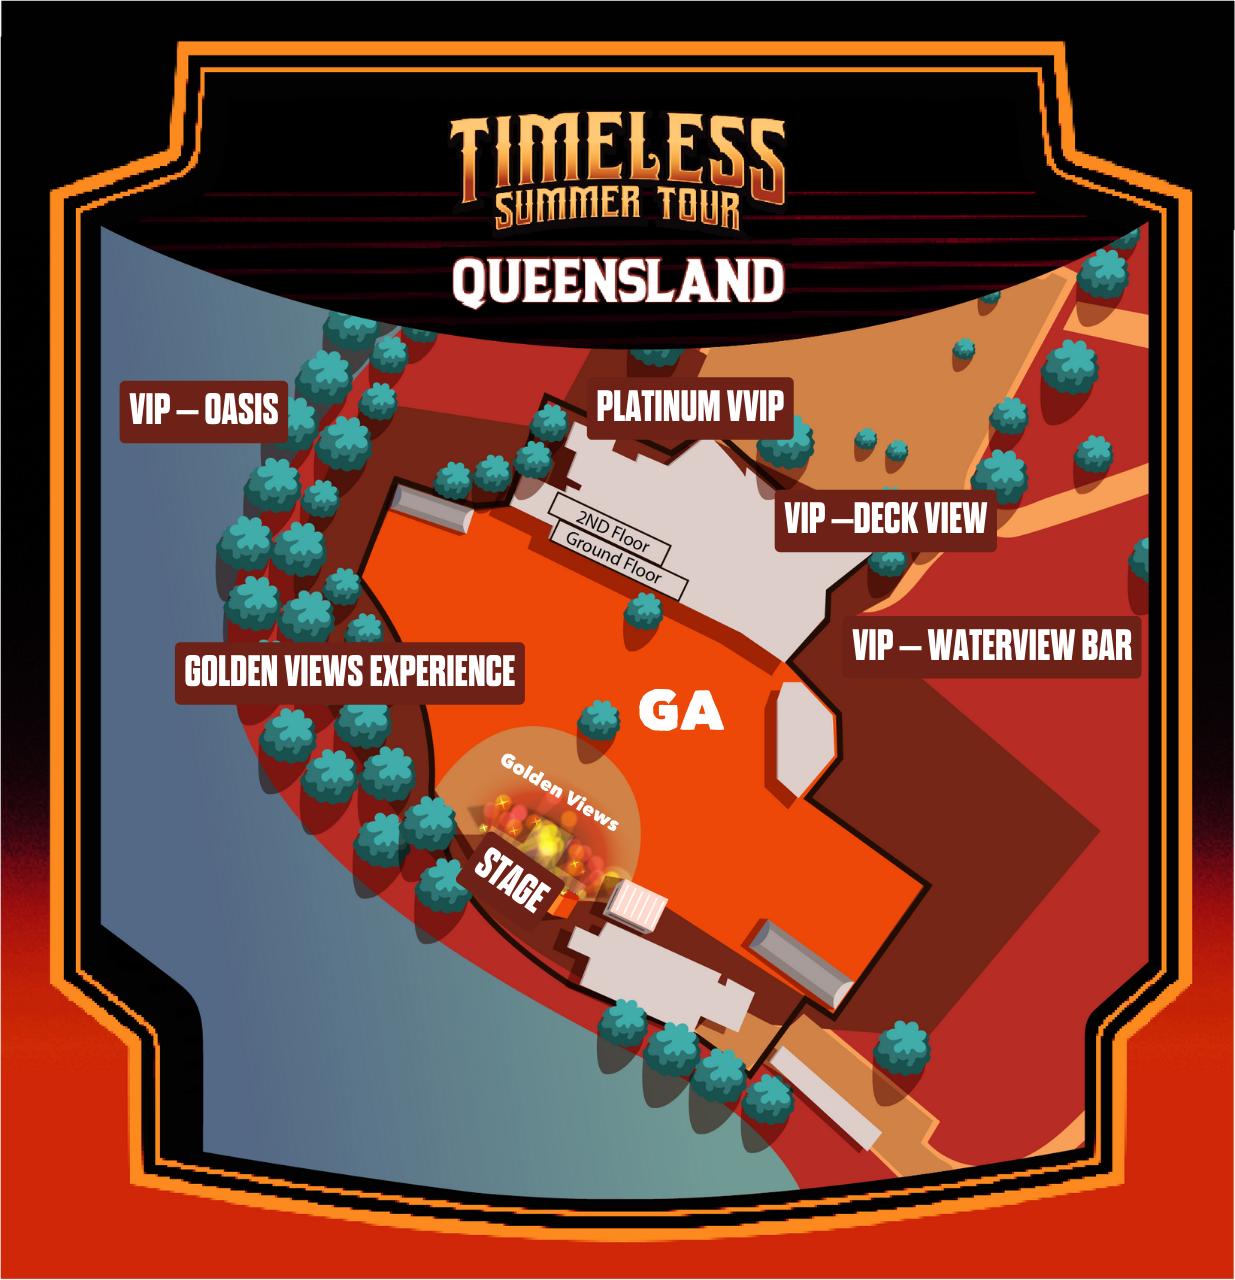 TIMELESS
SUMMER TOUR
QUEENSLAND
VIP – OASIS
PLATINUM VVIP
2ND Floor
Ground Floor
VIP –DECK VIEW
VIP – WATERVIEW BAR
GOLDEN VIEWS EXPERIENCE
GA
Golden Views
STAGE